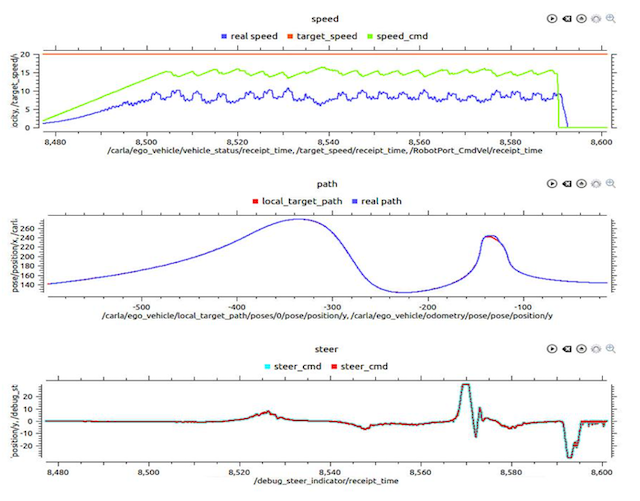 speed
real speed target_speed speed_cmd
20
15
10
5
0
8,480 8,500 8,520 8,540 8,560 8,580 8,600
/carla/ego_vehicle/vehicle_status/receipt_time, /target_speed/receipt_time, /RobotPort_CmdVel/receipt_time
path
local_target_path real path
260
240
220
200
180
160
140
-500 -400 -300 -200 -100
/carla/ego_vehicle/local_target_path/poses/0/pose/position/y, /carla/ego_vehicle/odometry/pose/pose/position/y
steer
steer_cmd steer_cmd
20
10
0
-10
-20
8,480 8,500 8,520 8,540 8,560 8,580 8,600
/debug_steer_indicator/receipt_time